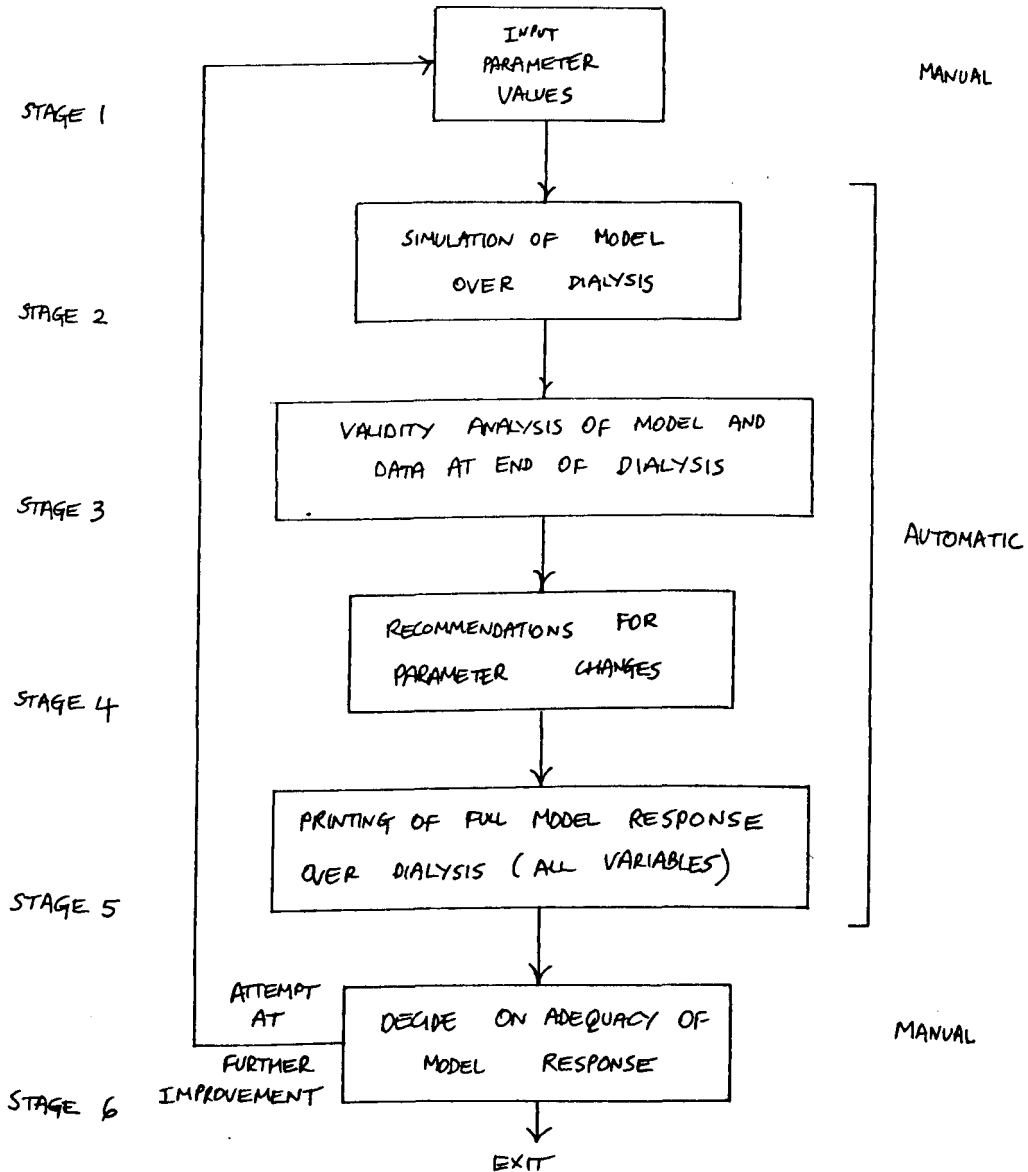 INPUT
PARAMETER
VALUES
MANUAL
STAGE 1
SIMULATION OF MODEL
OVER DIALYSIS
STAGE 2
VALIDITY ANALYSIS OF MODEL AND
DATA AT END OF DIALYSIS
STAGE 3
AUTOMATIC
RECOMMENDATIONS FOR
PARAMETER CHANGES
STAGE 4
PRINTING OF FULL MODEL RESPONSE
OVER DIALYSIS (ALL VARIABLES)
STAGE 5
ATTEMPT
AT
FURTHER
IMPROVEMENT
DECIDE ON ADEQUACY OF
MODEL RESPONSE
MANUAL
STAGE 6
EXIT